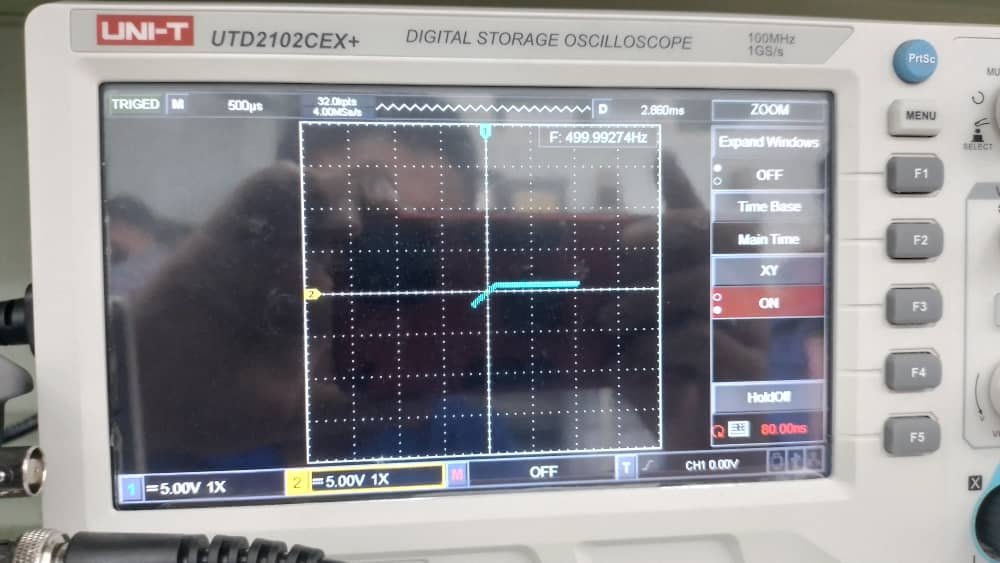 UNI-T UTD2102CEX+ DIGITAL STORAGE OSCILLOSCOPE 100MHz
1GS/s
PrtSc
TRIGED M 500μs 32.0kpts
4.00MSa/s
D 2.860ms ZOOM
MENU
SELECT
1
F: 499.99274Hz
Expand Windows
OFF
F1
Time Base
Main Time
F2
XY
2
ON
F3
F4
HoldOff
80.00ns
F5
1 5.00V 1X 2 5.00V 1X M OFF T CH1 0.00V
X